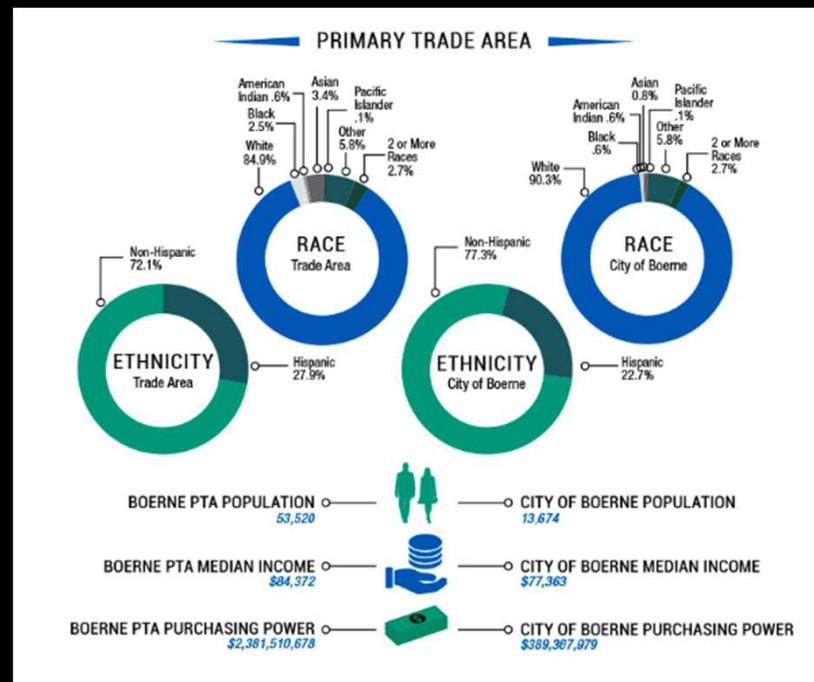 PRIMARY TRADE AREA
American
Indian .6%
Asian
3.4%
Pacific
Islander
.1%
Black
2.5%
Other
5.8%
White
84.9%
2 or More
Races
2.7%
RACE
Trade Area
American
Indian .6%
Asian
0.8%
Pacific
Islander
.1%
Black
.6%
Other
5.8%
White
90.3%
2 or More
Races
2.7%
RACE
City of Boerne
Non-Hispanic
72.1%
ETHNICITY
Trade Area
Hispanic
27.9%
Non-Hispanic
77.3%
ETHNICITY
City of Boerne
Hispanic
22.7%
BOERNE PTA POPULATION
53,520
CITY OF BOERNE POPULATION
13,674
BOERNE PTA MEDIAN INCOME
$84,372
CITY OF BOERNE MEDIAN INCOME
$77,363
BOERNE PTA PURCHASING POWER
$2,381,510,678
CITY OF BOERNE PURCHASING POWER
$389,367,979